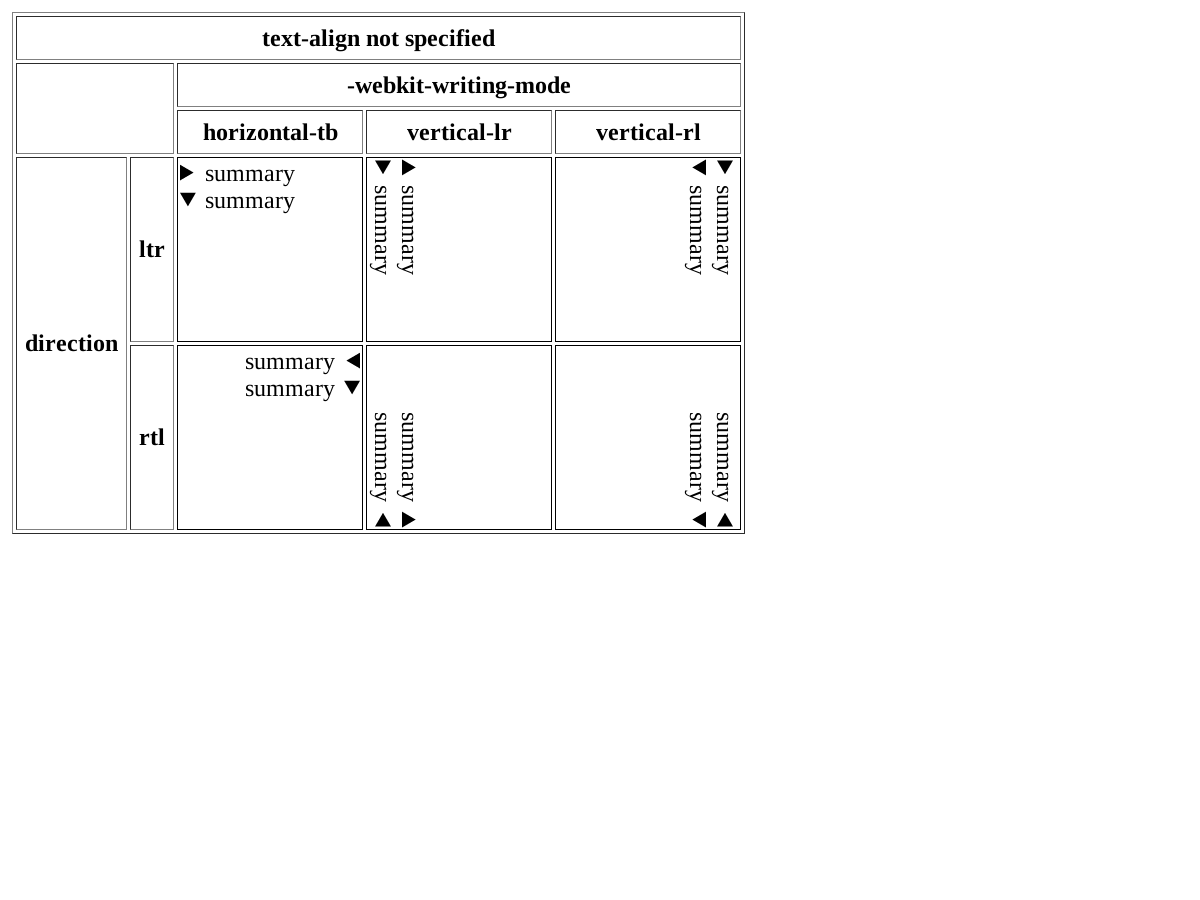 text-align not specified
-webkit-writing-mode
horizontal-tb vertical-lr vertical-rl
direction
ltr
▶ summary
▼ summary
▼ summary
▶ summary
▼ summary
◀ summary
rtl
summary ◀
summary ▼
summary ▲
summary ▶
summary ▲
summary ◀